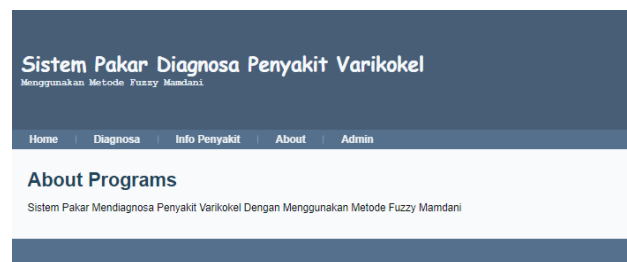 Sistem Pakar Diagnosa Penyakit Varikokel
Menggunakan Metode Fuzzy Mamdani
Home | Diagnosa | Info Penyakit | About | Admin
About Programs
Sistem Pakar Mendiagnosa Penyakit Varikokel Dengan Menggunakan Metode Fuzzy Mamdani